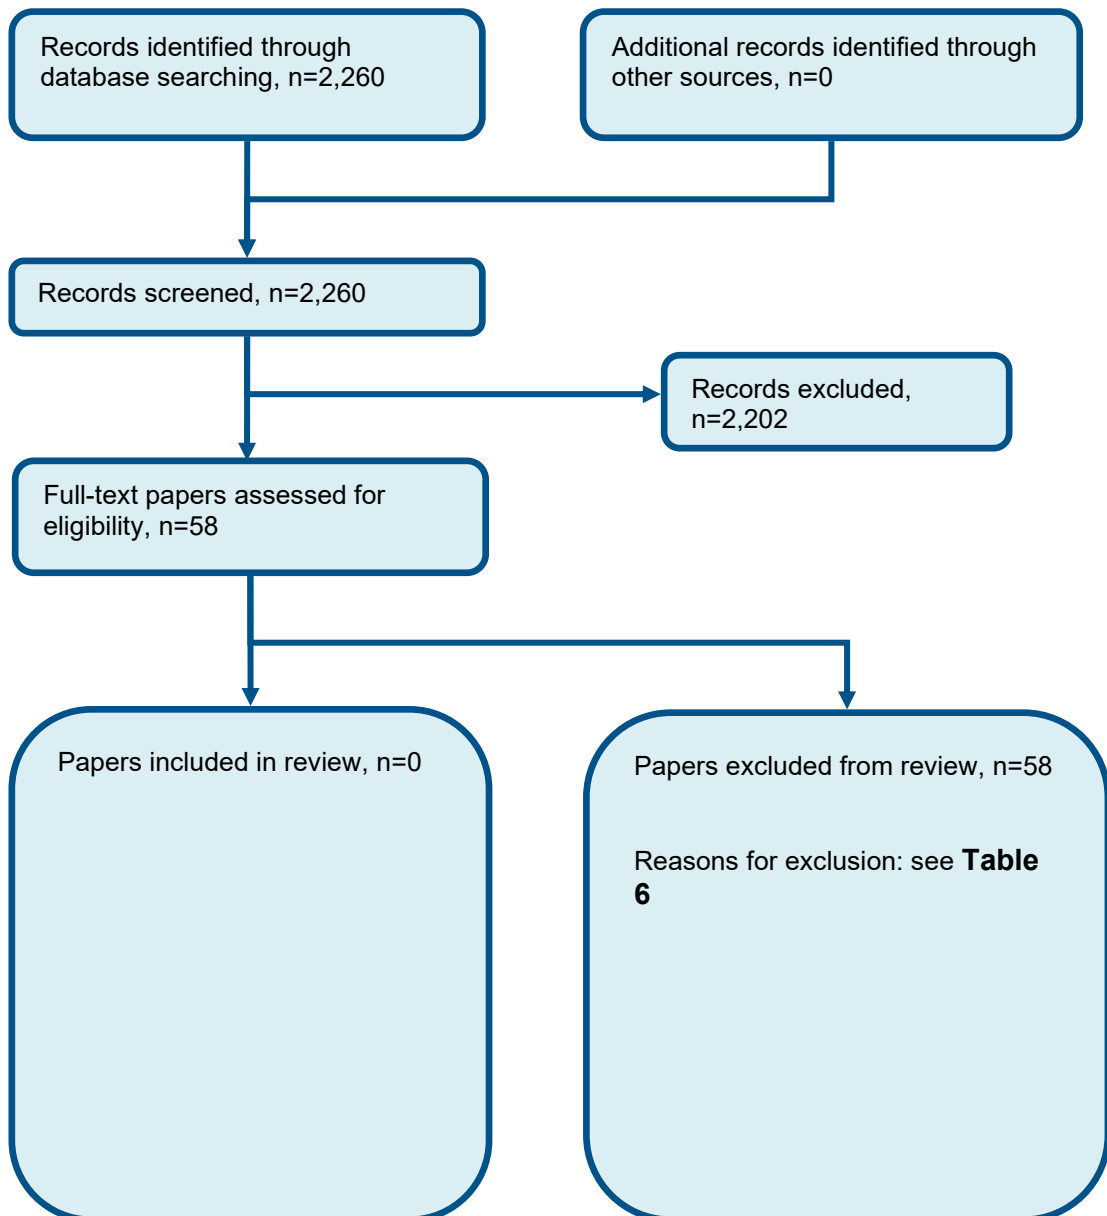 Records identified through
database searching, n=2,260
Additional records identified through
other sources, n=0
Records screened, n=2,260
Records excluded,
n=2,202
Full-text papers assessed for
eligibility, n=58
Papers included in review, n=0
Papers excluded from review, n=58
Reasons for exclusion: see Table
6